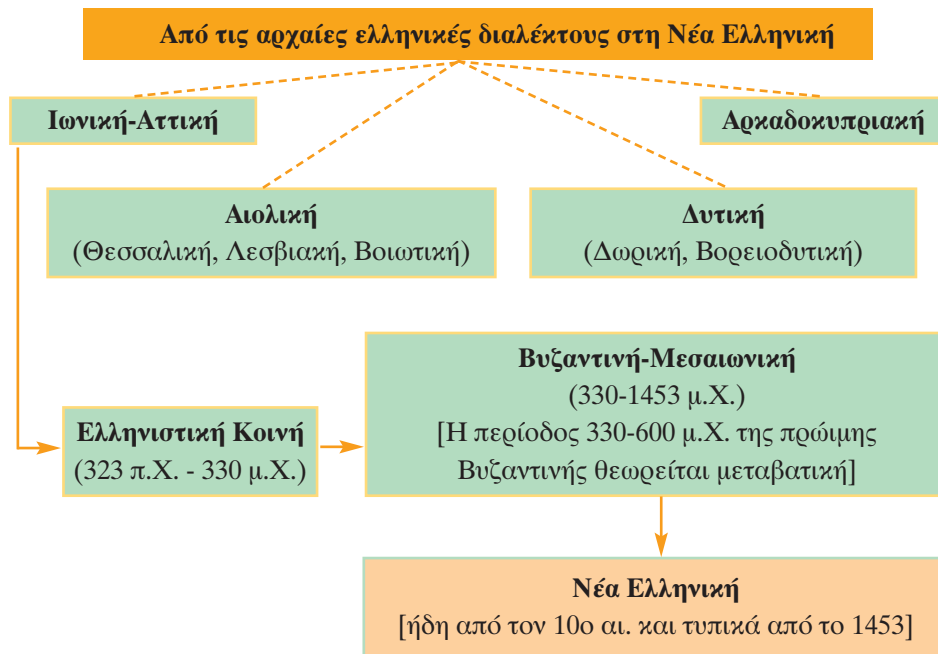 Από τις αρχαίες ελληνικές διαλέκτους στη Νέα Ελληνική
Ιωνική-Αττική
Αρκαδοκυπριακή
Αιολική
(Θεσσαλική, Λεσβιακή, Βοιωτική)
Δυτική
(Δωρική, Βορειοδυτική)
Ελληνιστική Κοινή
(323 π.Χ. - 330 μ.Χ.)
Βυζαντινή-Μεσαιωνική
(330-1453 μ.Χ.)
[Η περίοδος 330-600 μ.Χ. της πρώιμης
Βυζαντινής θεωρείται μεταβατική]
Νέα Ελληνική
[ήδη από τον 10ο αι. και τυπικά από το 1453]